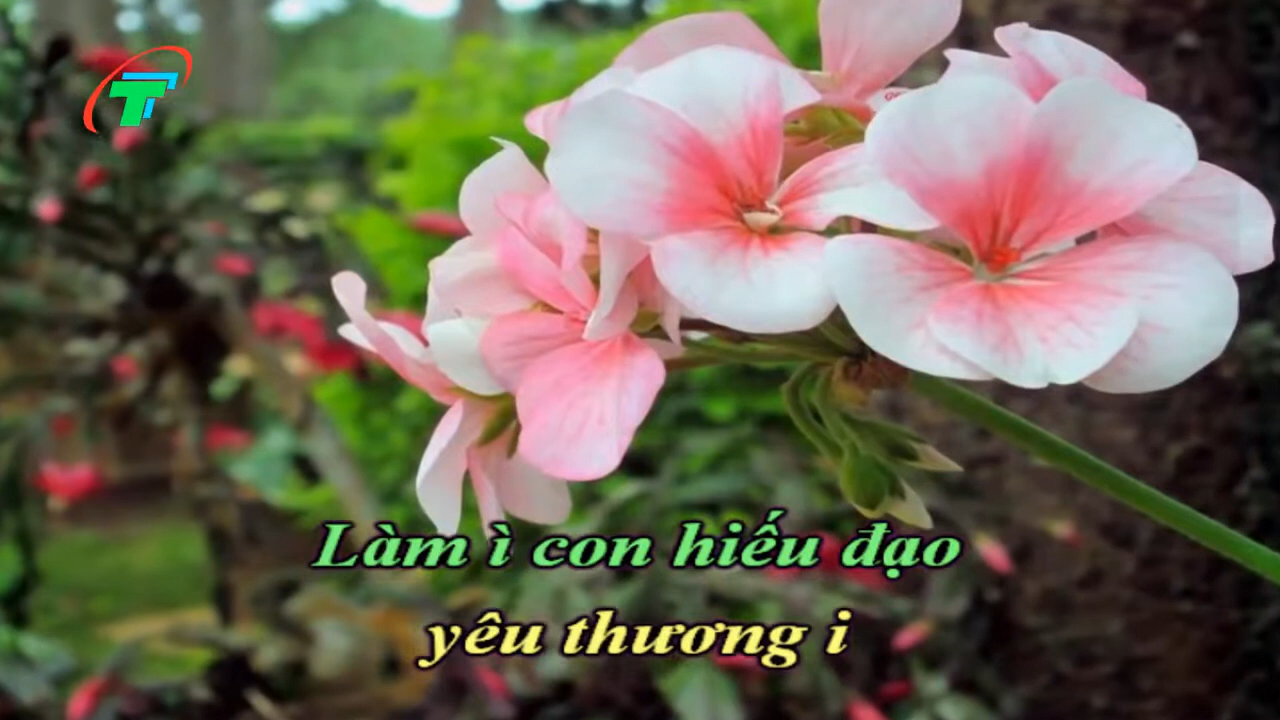 Làm ì con hiếu đạo
yêu thương i